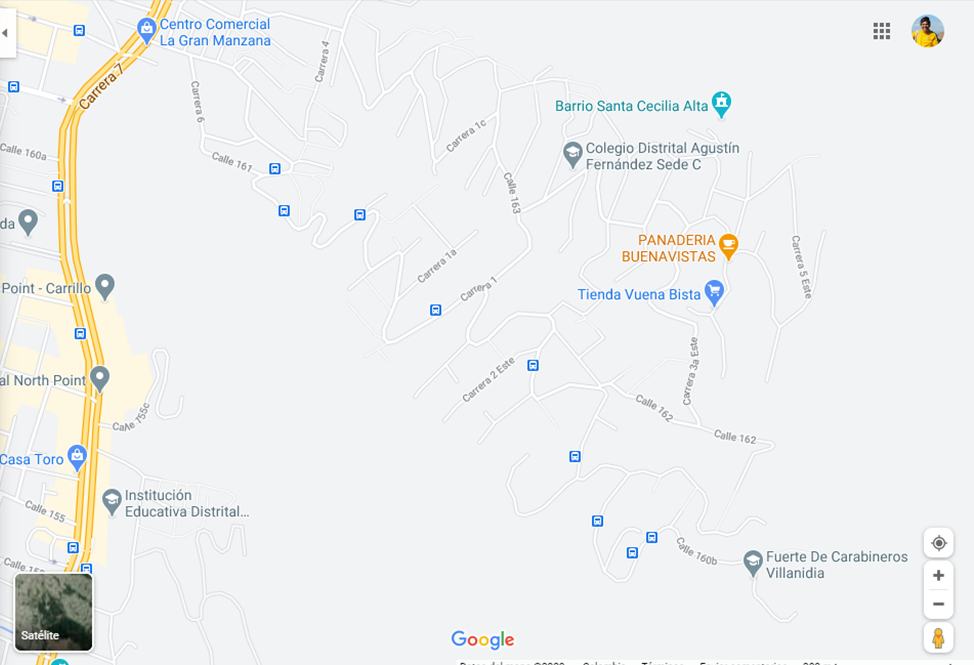 Centro Comercial
La Gran Manzana
Carrera 7
Carrera 4
Carrera 6
Barrio Santa Cecilia Alta
Carrera 1c
Colegio Distrital Agustín
Fernández Sede C
Calle 160a
Calle 161
Calle 163
da
PANADERIA
BUENAVISTAS
Carrera 5 Este
Carrera 1a
Point - Carrillo
Carrera 1
Tienda Vuena Bista
Carrera 3a Este
al North Point
Carrera 2 Este
Calle 155c
Calle 162
Calle 162
Casa Toro
Institución
Educativa Distrital...
Calle 155
Calle 160b
Fuerte De Carabineros
Villanidia
Satélite
Google